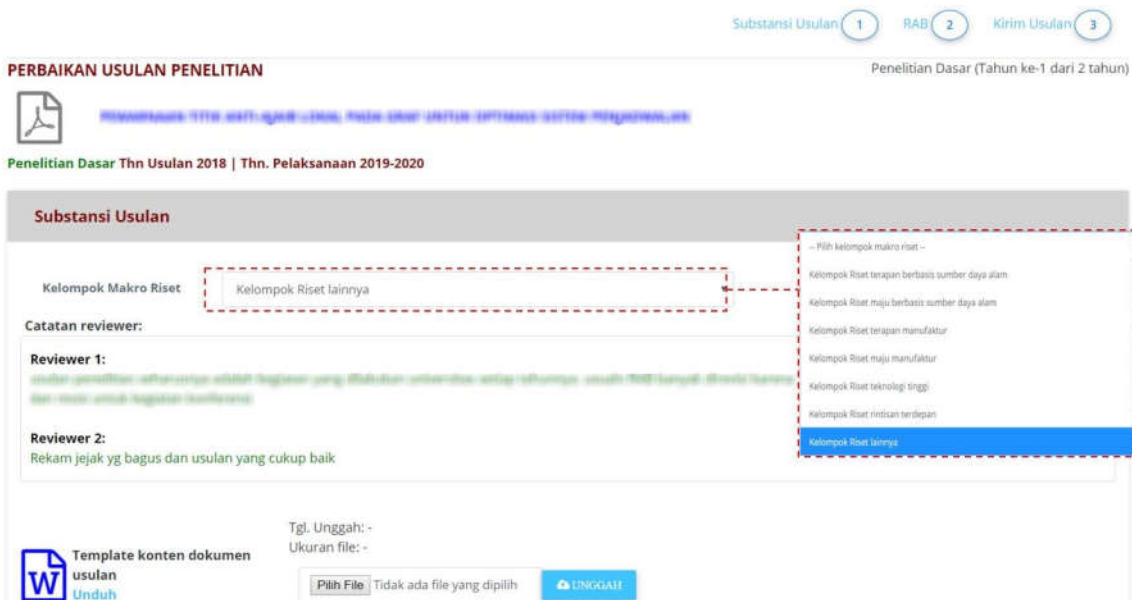 Substansi Usulan 1 RAB 2 Kirim Usulan 3
PERBAIKAN USULAN PENELITIAN
Penelitian Dasar (Tahun ke-1 dari 2 tahun)
Penelitian Dasar Thn Usulan 2018 | Thn. Pelaksanaan 2019-2020
Substansi Usulan
Kelompok Makro Riset
Kelompok Riset lainnya
-- Pilih kelompok makro riset --
Kelompok Riset terapan berbasis sumber daya alam
Kelompok Riset maju berbasis sumber daya alam
Kelompok Riset terapan manufaktur
Kelompok Riset maju manufaktur
Kelompok Riset teknologi tinggi
Kelompok Riset rintisan terdepan
Kelompok Riset lainnya
Catatan reviewer:
Reviewer 1:
Reviewer 2:
Rekam jejak yg bagus dan usulan yang cukup baik
Tgl. Unggah: -
Ukuran file: -
W
Template konten dokumen
usulan
Unduh
Pilih File Tidak ada file yang dipilih
UNGGAH